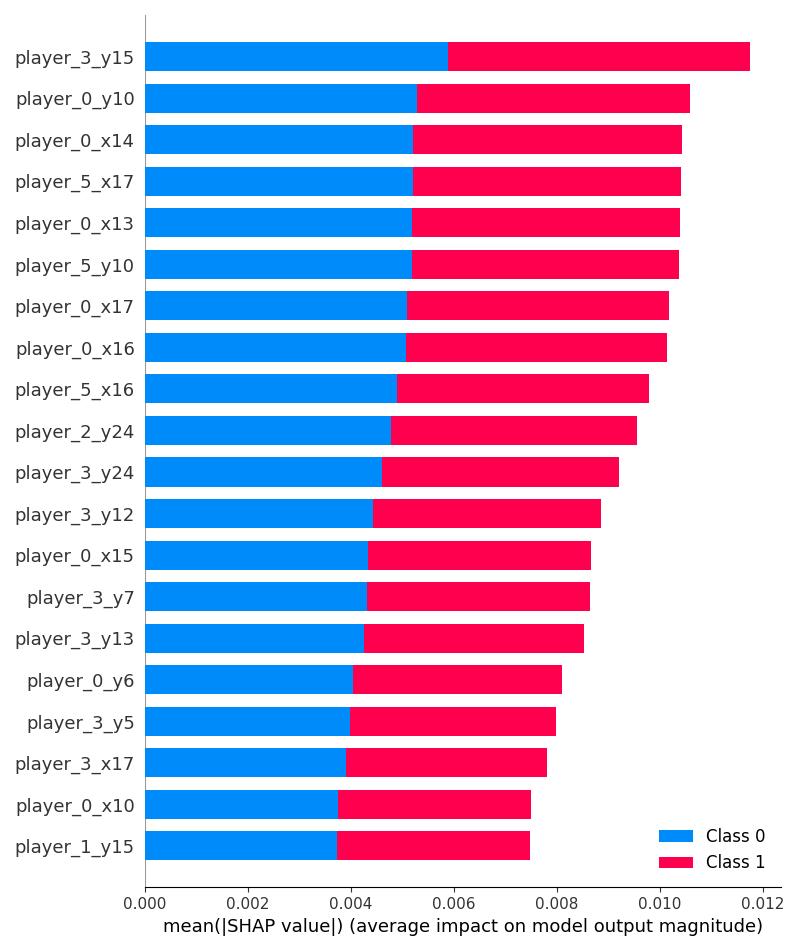 player_3_y15
player_0_y10
player_0_x14
player_5_x17
player_0_x13
player_5_y10
player_0_x17
player_0_x16
player_5_x16
player_2_y24
player_3_y24
player_3_y12
player_0_x15
player_3_y7
player_3_y13
player_0_y6
player_3_y5
player_3_x17
player_0_x10
player_1_y15
Class 0
Class 1
0.000 0.002 0.004 0.006 0.008 0.010 0.012
mean(|SHAP value|) (average impact on model output magnitude)